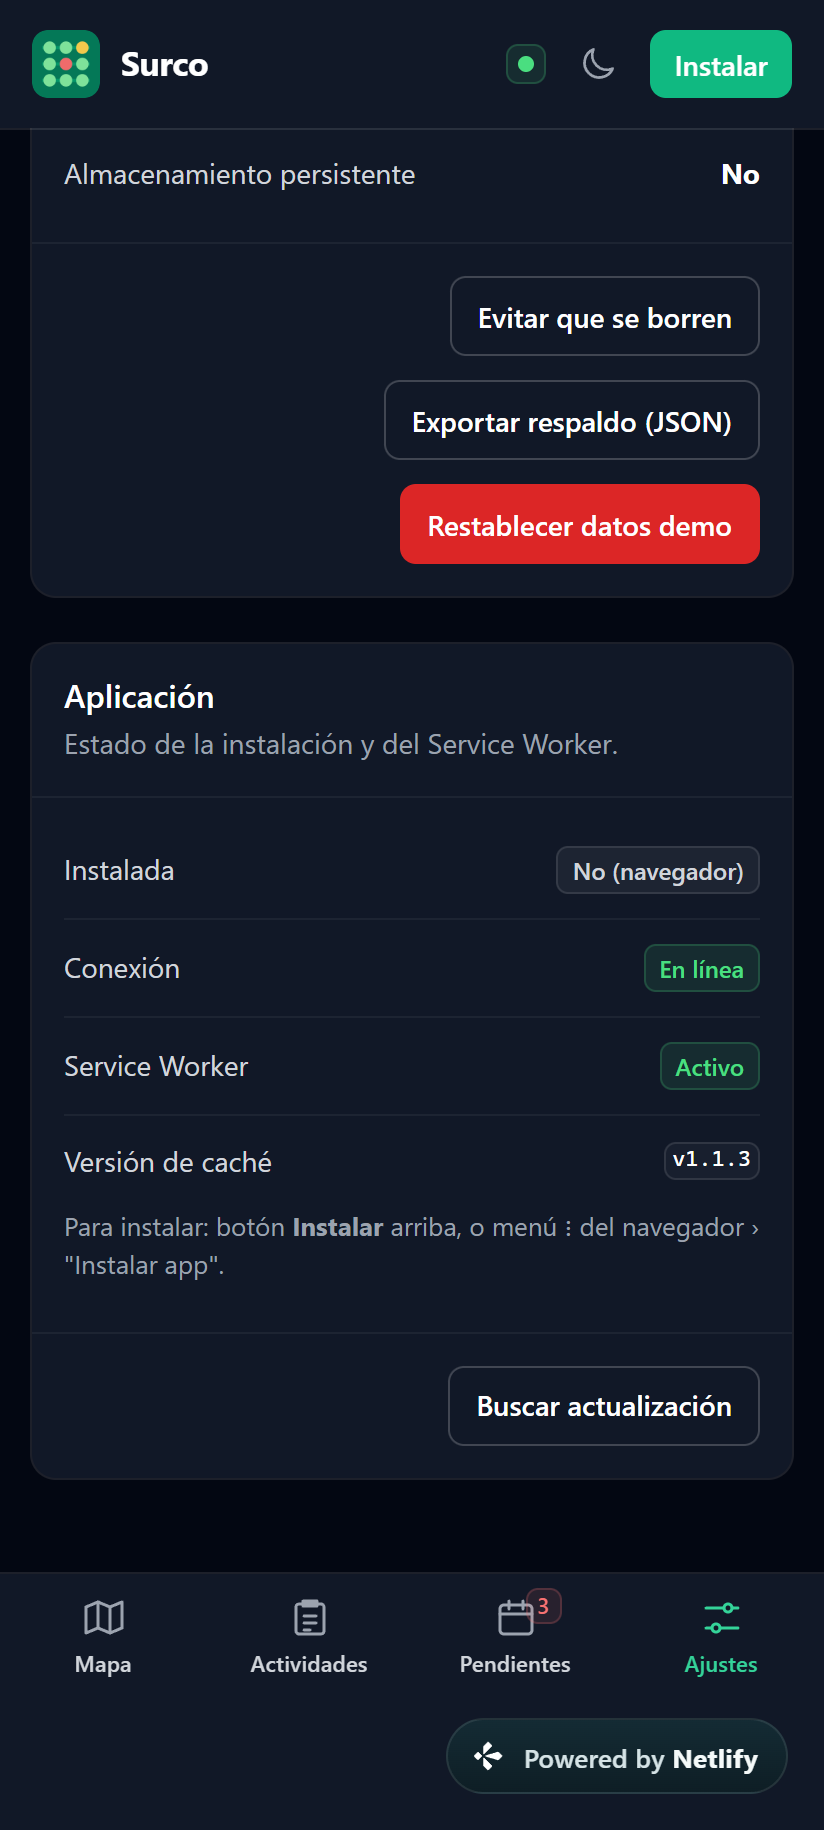 Surco
Instalar
Almacenamiento persistente
No
Evitar que se borren
Exportar respaldo (JSON)
Restablecer datos demo
Aplicación
Estado de la instalación y del Service Worker.
Instalada
No (navegador)
Conexión
En línea
Service Worker
Activo
Versión de caché
v1.1.3
Para instalar: botón Instalar arriba, o menú ⋮ del navegador ›
"Instalar app".
Buscar actualización
3
Mapa
Actividades
Pendientes
Ajustes
Powered by Netlify